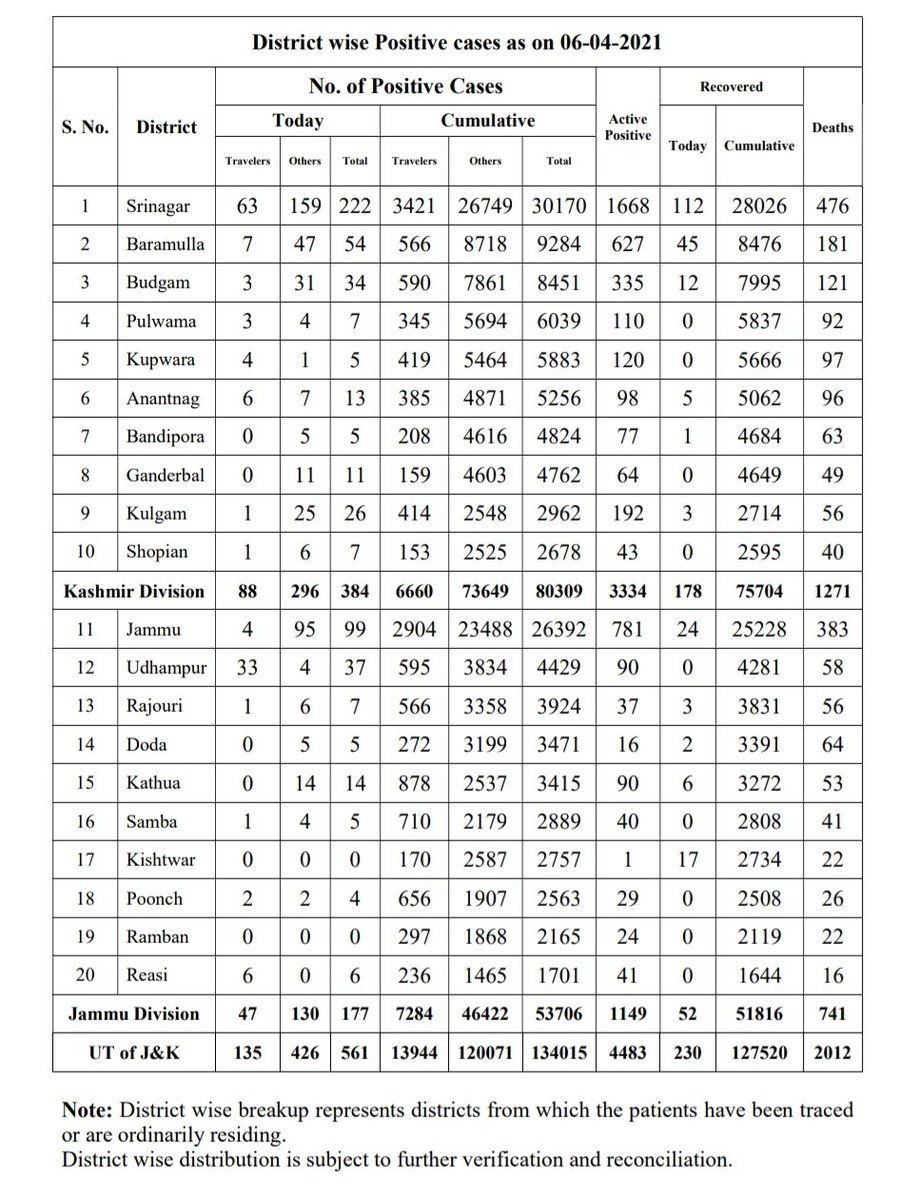 District wise Positive cases as on 06-04-2021
S. No. District No. of Positive Cases Active Positive Recovered Deaths
Today Cumulative Today Cumulative
Travelers Others Total Travelers Others Total
1 Srinagar 63 159 222 3421 26749 30170 1668 112 28026 476
2 Baramulla 7 47 54 566 8718 9284 627 45 8476 181
3 Budgam 3 31 34 590 7861 8451 335 12 7995 121
4 Pulwama 3 4 7 345 5694 6039 110 0 5837 92
5 Kupwara 4 1 5 419 5464 5883 120 0 5666 97
6 Anantnag 6 7 13 385 4871 5256 98 5 5062 96
7 Bandipora 0 5 5 208 4616 4824 77 1 4684 63
8 Ganderbal 0 11 11 159 4603 4762 64 0 4649 49
9 Kulgam 1 25 26 414 2548 2962 192 3 2714 56
10 Shopian 1 6 7 153 2525 2678 43 0 2595 40
Kashmir Division 88 296 384 6660 73649 80309 3334 178 75704 1271
11 Jammu 4 95 99 2904 23488 26392 781 24 25228 383
12 Udhampur 33 4 37 595 3834 4429 90 0 4281 58
13 Rajouri 1 6 7 566 3358 3924 37 3 3831 56
14 Doda 0 5 5 272 3199 3471 16 2 3391 64
15 Kathua 0 14 14 878 2537 3415 90 6 3272 53
16 Samba 1 4 5 710 2179 2889 40 0 2808 41
17 Kishtwar 0 0 0 170 2587 2757 1 17 2734 22
18 Poonch 2 2 4 656 1907 2563 29 0 2508 26
19 Ramban 0 0 0 297 1868 2165 24 0 2119 22
20 Reasi 6 0 6 236 1465 1701 41 0 1644 16
Jammu Division 47 130 177 7284 46422 53706 1149 52 51816 741
UT of J&K 135 426 561 13944 120071 134015 4483 230 127520 2012
Note: District wise breakup represents districts from which the patients have been traced
or are ordinarily residing.
District wise distribution is subject to further verification and reconciliation.